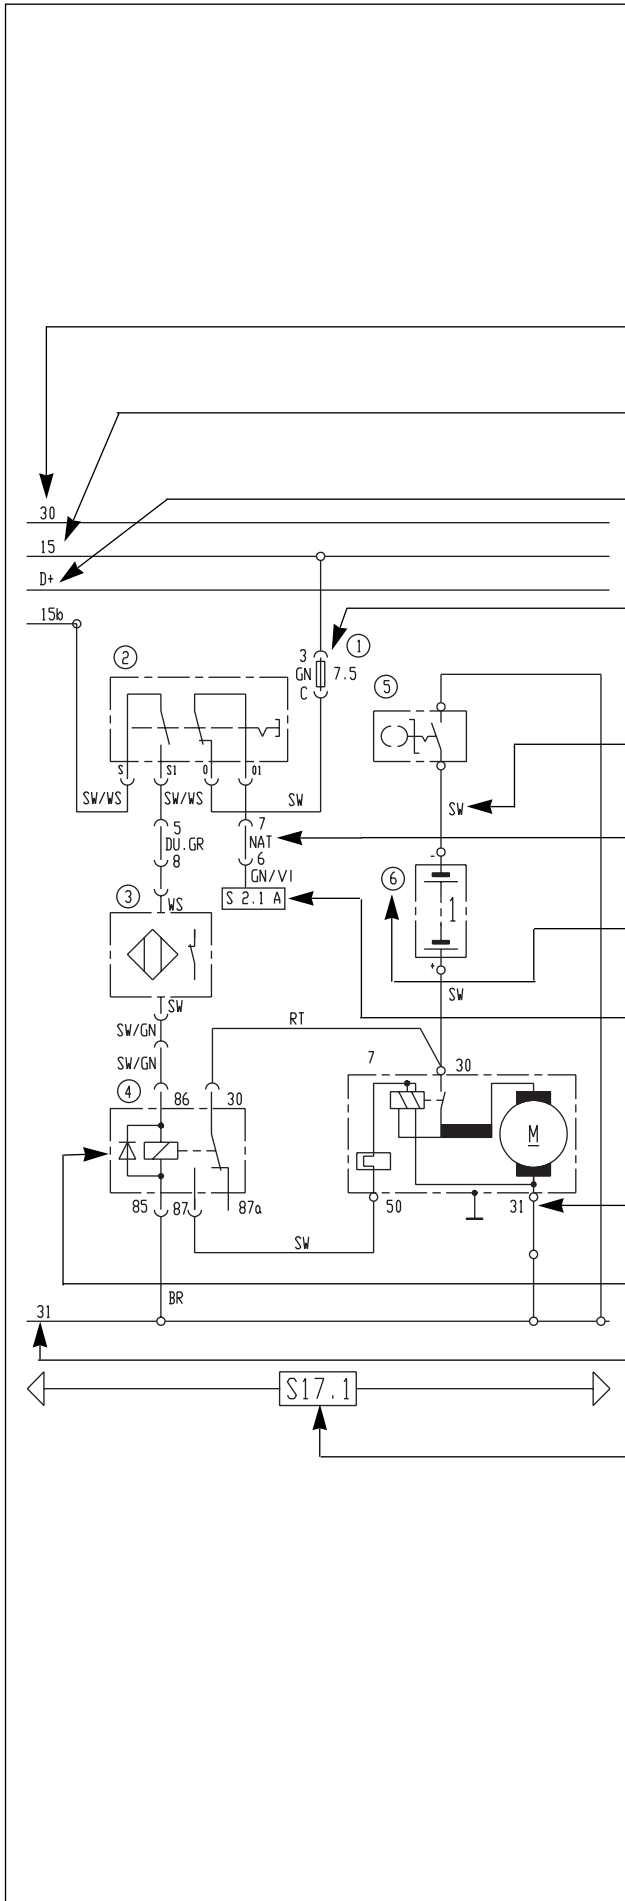 30
15
D+
15b
2
3
GN 7.5
C
1
5
S S1 0 01
SW/WS SW/WS SW
SW
5
DU.GR
8
7
NAT
6
GN/VI
S 2.1 A
- 
6
1
+
3
WS
SW
SW/GN
SW/GN
SW
RT
7
30
4
86 30
M
85 87 87a
50
31
SW
BR
31
S17.1